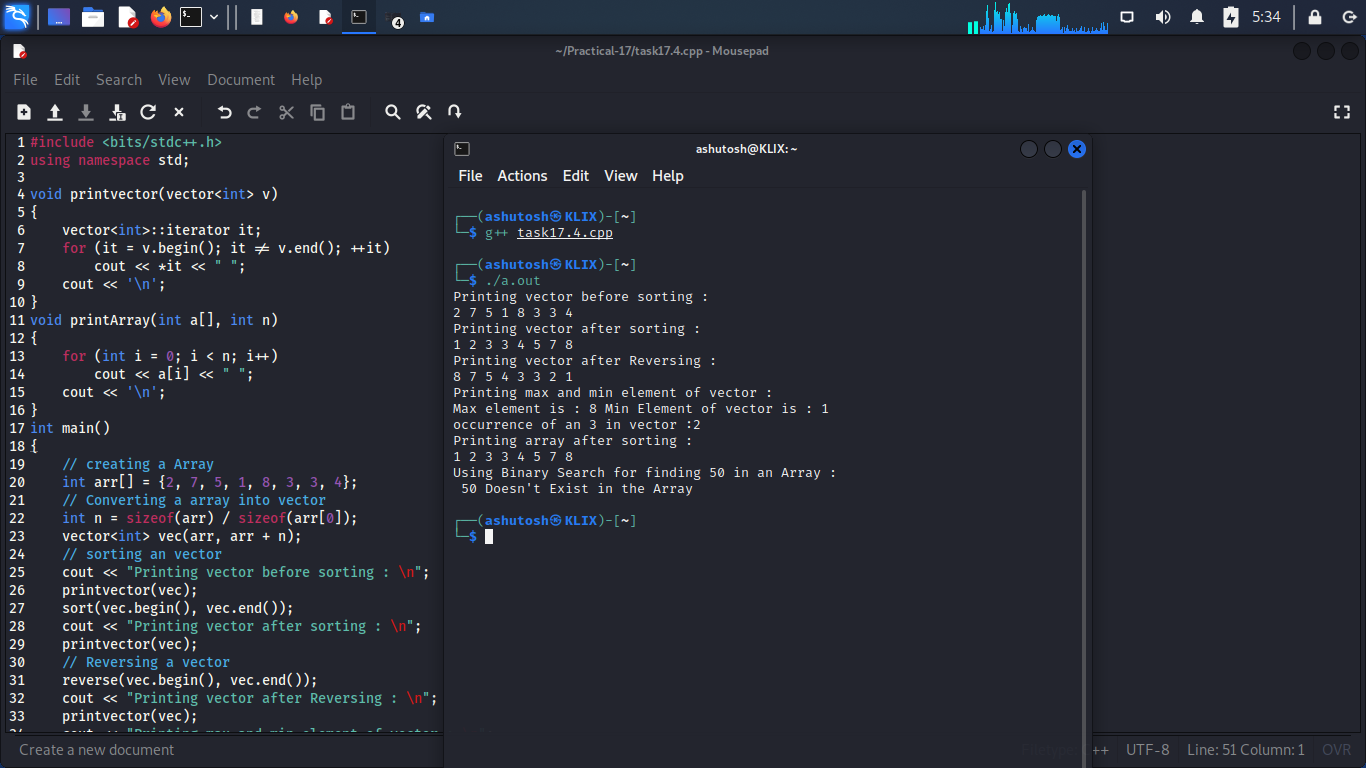 4
5:34
~/Practical-17/task17.4.cpp - Mousepad
File Edit Search View Document Help
1 #include <bits/stdc++.h>
2 using namespace std;
3
4 void printvector(vector<int> v)
5 {
6     vector<int>::iterator it;
7     for (it = v.begin(); it != v.end(); ++it)
8         cout << *it << " ";
9     cout << '\n';
10 }
11 void printArray(int a[], int n)
12 {
13     for (int i = 0; i < n; i++)
14         cout << a[i] << " ";
15     cout << '\n';
16 }
17 int main()
18 {
19     // creating a Array
20     int arr[] = {2, 7, 5, 1, 8, 3, 3, 4};
21     // Converting a array into vector
22     int n = sizeof(arr) / sizeof(arr[0]);
23     vector<int> vec(arr, arr + n);
24     // sorting an vector
25     cout << "Printing vector before sorting : \n";
26     printvector(vec);
27     sort(vec.begin(), vec.end());
28     cout << "Printing vector after sorting : \n";
29     printvector(vec);
30     // Reversing a vector
31     reverse(vec.begin(), vec.end());
32     cout << "Printing vector after Reversing : \n";
33     printvector(vec);
ashutosh@KLIX: ~
File Actions Edit View Help
┌──(ashutosh㉿KLIX)-[~]
└─$ g++ task17.4.cpp
┌──(ashutosh㉿KLIX)-[~]
└─$ ./a.out
Printing vector before sorting :
2 7 5 1 8 3 3 4
Printing vector after sorting :
1 2 3 3 4 5 7 8
Printing vector after Reversing :
8 7 5 4 3 3 2 1
Printing max and min element of vector :
Max element is : 8 Min Element of vector is : 1
occurrence of an 3 in vector :2
Printing array after sorting :
1 2 3 3 4 5 7 8
Using Binary Search for finding 50 in an Array :
 50 Doesn't Exist in the Array
┌──(ashutosh㉿KLIX)-[~]
└─$
Create a new document
++ UTF-8 Line: 51 Column: 1 OVR